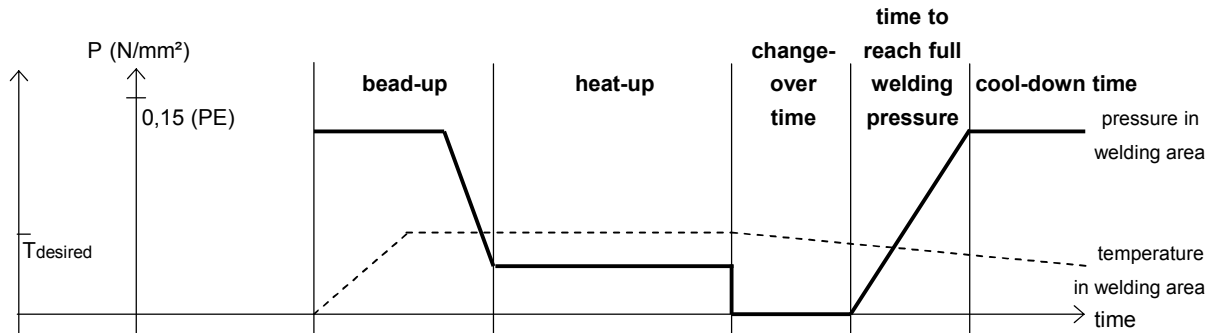 P (N/mm²)
0,15 (PE)
Tdesired
bead-up
heat-up
change-
over
time
time to
reach full
welding
pressure
cool-down time
pressure in
welding area
temperature
in welding area
time